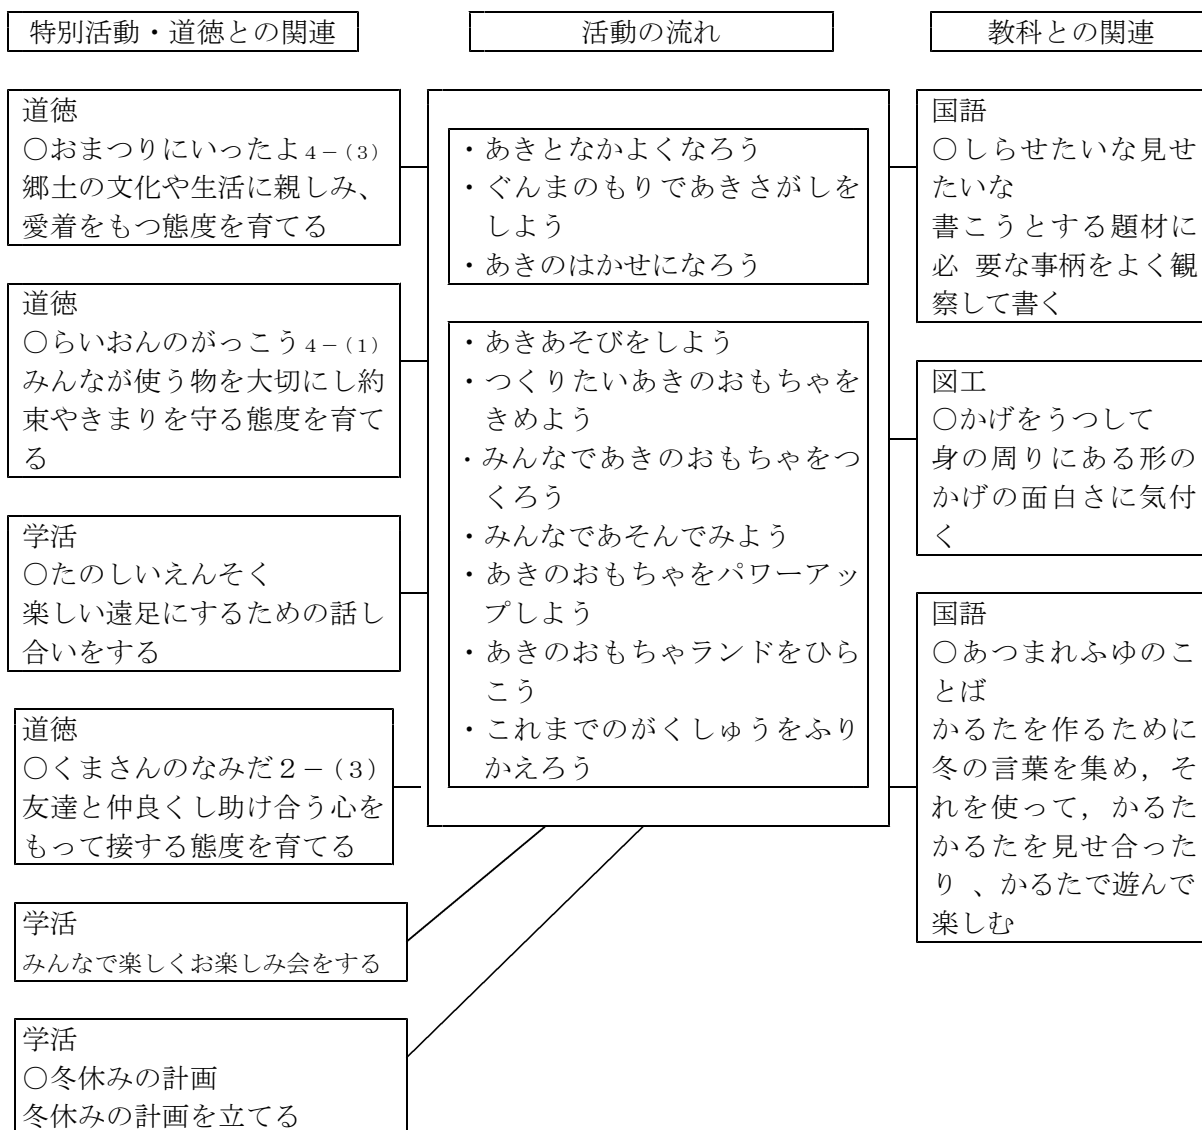 特別活動・道徳との関連
活動の流れ
教科との関連
道徳
○おまつりにいったよ４−（３）
郷土の文化や生活に親しみ、
愛着をもつ態度を育てる
道徳
○らいおんのがっこう４−（１）
みんなが使う物を大切にし約
束やきまりを守る態度を育て
る
学活
○たのしいえんそく
楽しい遠足にするための話し
合いをする
道徳
○くまさんのなみだ２−（３）
友達と仲良くし助け合う心を
もって接する態度を育てる
学活
みんなで楽しくお楽しみ会をする
学活
○冬休みの計画
冬休みの計画を立てる
・あきとなかよくなろう
・ぐんまのもりであきさがしを
しよう
・あきのはかせになろう
・あきあそびをしよう
・つくりたいあきのおもちゃを
きめよう
・みんなであきのおもちゃをつ
くろう
・みんなであそんでみよう
・あきのおもちゃをパワーアッ
プしよう
・あきのおもちゃランドをひら
こう
・これまでのがくしゅうをふり
かえろう
国語
○しらせたいな見せ
たいな
書こうとする題材に
必 要な事柄をよく観
察して書く
図工
○かげをうつして
身の周りにある形の
かげの面白さに気付
く
国語
○あつまれふゆのこ
とば
かるたを作るために
冬の言葉を集め，そ
れを使って，かるた
かるたを見せ合った
り 、かるたで遊んで
楽しむ